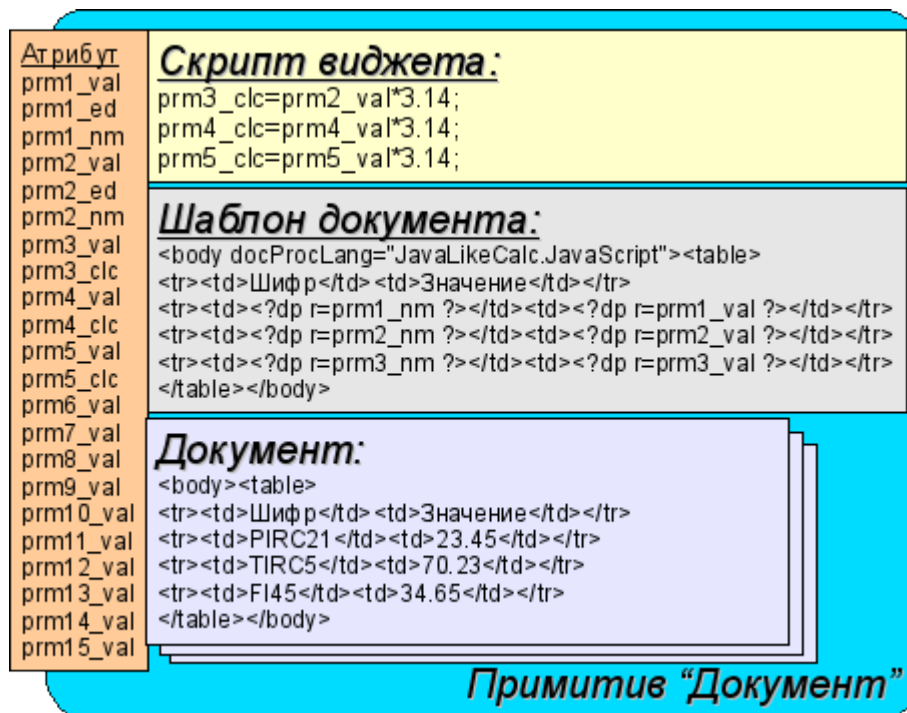 Атрибут
prm1_val
prm1_ed
prm1_nm
prm2_val
prm2_ed
prm2_nm
prm3_val
prm3_clc
prm4_val
prm4_clc
prm5_val
prm5_clc
prm6_val
prm7_val
prm8_val
prm9_val
prm10_val
prm11_val
prm12_val
prm13_val
prm14_val
prm15_val
Скрипт виджета:
prm3_clc=prm2_val*3.14;
prm4_clc=prm4_val*3.14;
prm5_clc=prm5_val*3.14;
Шаблон документа:
<body docProcLang="JavaLikeCalc.JavaScript"><table>
<tr><td>Шифр</td><td>Значение</td></tr>
<tr><td><?dp r=prm1_nm ?></td><td><?dp r=prm1_val ?></td></tr>
<tr><td><?dp r=prm2_nm ?></td><td><?dp r=prm2_val ?></td></tr>
<tr><td><?dp r=prm3_nm ?></td><td><?dp r=prm3_val ?></td></tr>
</table></body>
Документ:
<body><table>
<tr><td>Шифр</td><td>Значение</td></tr>
<tr><td>PIRC21</td><td>23.45</td></tr>
<tr><td>TIRC5</td><td>70.23</td></tr>
<tr><td>FI45</td><td>34.65</td></tr>
</table></body>
Примитив “Документ”